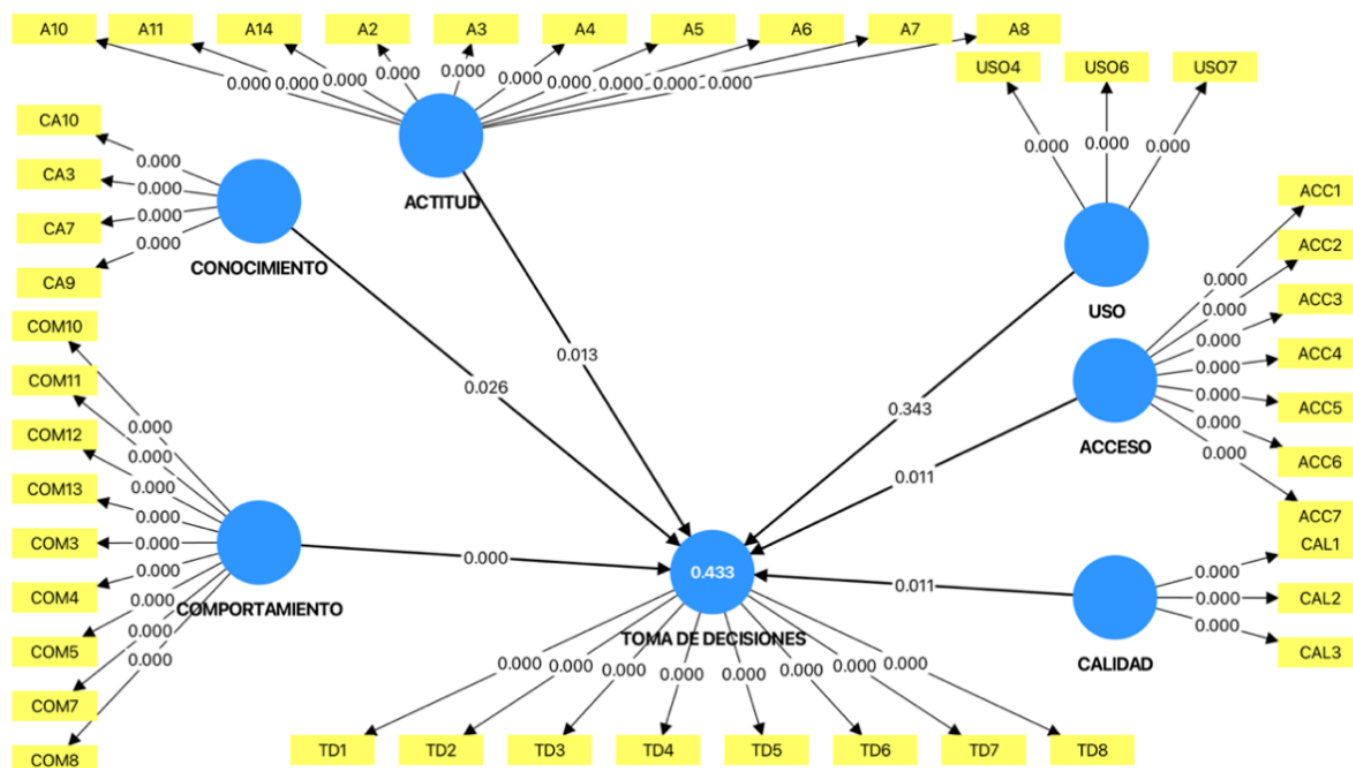 A10 A11 A14 A2 A3 A4 A5 A6 A7 A8
0.000 0.000 0.000 0.000 0.000 0.000 0.000 0.000 0.000 0.000
ACTITUD
USO4 USO6 USO7
0.000 0.000 0.000
USO
CA10
CA3
CA7
CA9
0.000
0.000
0.000
0.000
CONOCIMIENTO
ACC1
ACC2
ACC3
ACC4
ACC5
ACC6
ACC7
0.000
0.000
0.000
0.000
0.000
0.000
0.000
ACCESO
COM10
COM11
COM12
COM13
COM3
COM4
COM5
COM7
COM8
0.000
0.000
0.000
0.000
0.000
0.000
0.000
0.000
0.000
COMPORTAMIENTO
0.013
0.026
0.343
0.011
0.000
0.011
0.433
TOMA DE DECISIONES
CAL1
CAL2
CAL3
0.000
0.000
0.000
CALIDAD
0.000 0.000 0.000 0.000 0.000 0.000 0.000 0.000
TD1 TD2 TD3 TD4 TD5 TD6 TD7 TD8